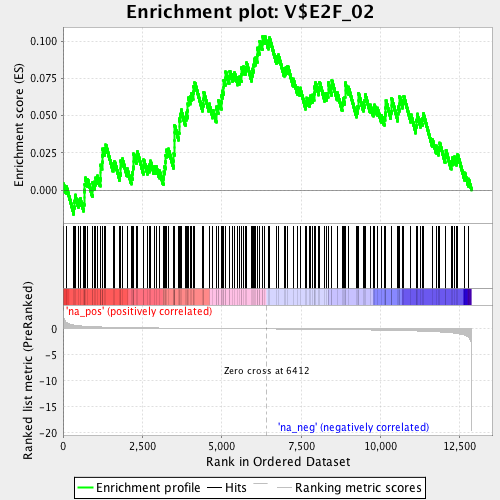 Enrichment plot: V$E2F_02
Enrichment score (ES)
0.100
0.075
0.050
0.025
0.000
'na_pos' (positively correlated)
Ranked list metric (PreRanked)
0
-5
-10
-15
-20
Zero cross at 6412
'na_neg' (negatively correlated)
0 2,500 5,000 7,500 10,000 12,500
Rank in Ordered Dataset
Enrichment profile Hits Ranking metric scores